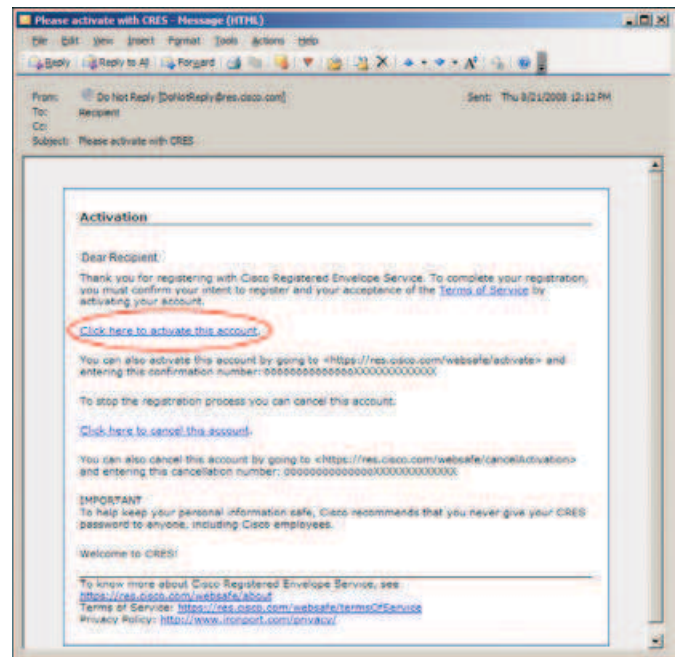 Please activate with CRES - Message (HTML)
File Edit View Insert Format Tools Actions Help
Reply Reply to All Forward
From: Do Not Reply [DoNotReply@res.cisco.com] Sent: Thu 8/21/2008 12:12 PM
To: Recipient
Cc:
Subject: Please activate with CRES
Activation
Dear Recipient
Thank you for registering with Cisco Registered Envelope Service. To complete your registration,
you must confirm your intent to register and your acceptance of the Terms of Service by
activating your account.
Click here to activate this account.
You can also activate this account by going to <https://res.cisco.com/websafe/activate> and
entering this confirmation number:
To stop the registration process you can cancel this account.
Click here to cancel this account.
You can also cancel this account by going to <https://res.cisco.com/websafe/cancelActivation>
and entering this cancellation number:
IMPORTANT
To help keep your personal information safe, Cisco recommends that you never give your CRES
password to anyone, including Cisco employees.
Welcome to CRES!
To know more about Cisco Registered Envelope Service, see
https://res.cisco.com/websafe/about
Terms of Service: https://res.cisco.com/websafe/termsOfService
Privacy Policy: http://www.ironport.com/privacy/